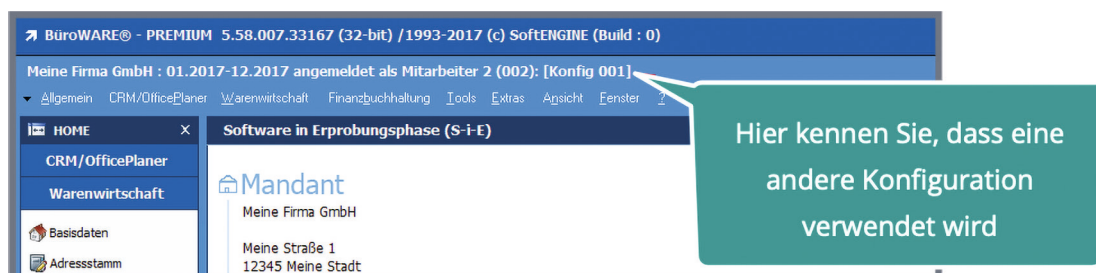 BüroWARE® - PREMIUM 5.58.007.33167 (32-bit) /1993-2017 (c) SoftENGINE (Build : 0)
Meine Firma GmbH : 01.2017-12.2017 angemeldet als Mitarbeiter 2 (002): [Konfig 001]
Allgemein CRM/OfficePlaner Warenwirtschaft Finanzbuchhaltung Tools Extras Ansicht Fenster ?
HOME X
Software in Erprobungsphase (S-i-E)
CRM/OfficePlaner
Warenwirtschaft
Basisdaten
Adressstamm
Mandant
Meine Firma GmbH
Meine Straße 1
12345 Meine Stadt
Hier kennen Sie, dass eine
andere Konfiguration
verwendet wird